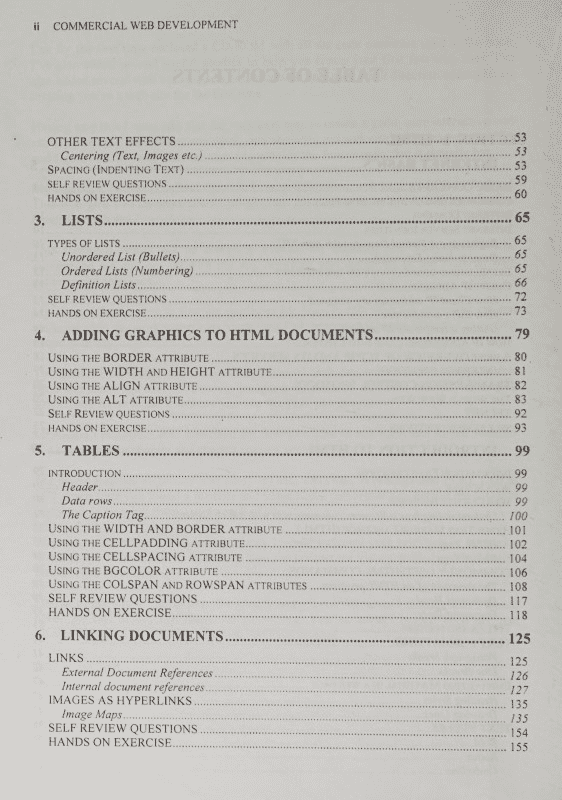 ii COMMERCIAL WEB DEVELOPMENT
TABLE OF CONTENTS
OTHER TEXT EFFECTS 53
Centering (Text, Images etc.) 53
SPACING (INDENTING TEXT) 53
SELF REVIEW QUESTIONS 59
HANDS ON EXERCISE 60
3. LISTS 65
TYPES OF LISTS 65
Unordered List (Bullets) 65
Ordered Lists (Numbering) 65
Definition Lists 66
SELF REVIEW QUESTIONS 72
HANDS ON EXERCISE 73
4. ADDING GRAPHICS TO HTML DOCUMENTS 79
USING THE BORDER ATTRIBUTE 80
USING THE WIDTH AND HEIGHT ATTRIBUTE 81
USING THE ALIGN ATTRIBUTE 82
USING THE ALT ATTRIBUTE 83
SELF REVIEW QUESTIONS 92
HANDS ON EXERCISE 93
5. TABLES 99
INTRODUCTION 99
Header 99
Data rows 99
The Caption Tag 100
USING THE WIDTH AND BORDER ATTRIBUTE 101
USING THE CELLPADDING ATTRIBUTE 102
USING THE CELLSPACING ATTRIBUTE 104
USING THE BGCOLOR ATTRIBUTE 106
USING THE COLSPAN AND ROWSPAN ATTRIBUTES 108
SELF REVIEW QUESTIONS 117
HANDS ON EXERCISE 118
6. LINKING DOCUMENTS 125
LINKS 125
External Document References 126
Internal document references 127
IMAGES AS HYPERLINKS 135
Image Maps 135
SELF REVIEW QUESTIONS 154
HANDS ON EXERCISE 155